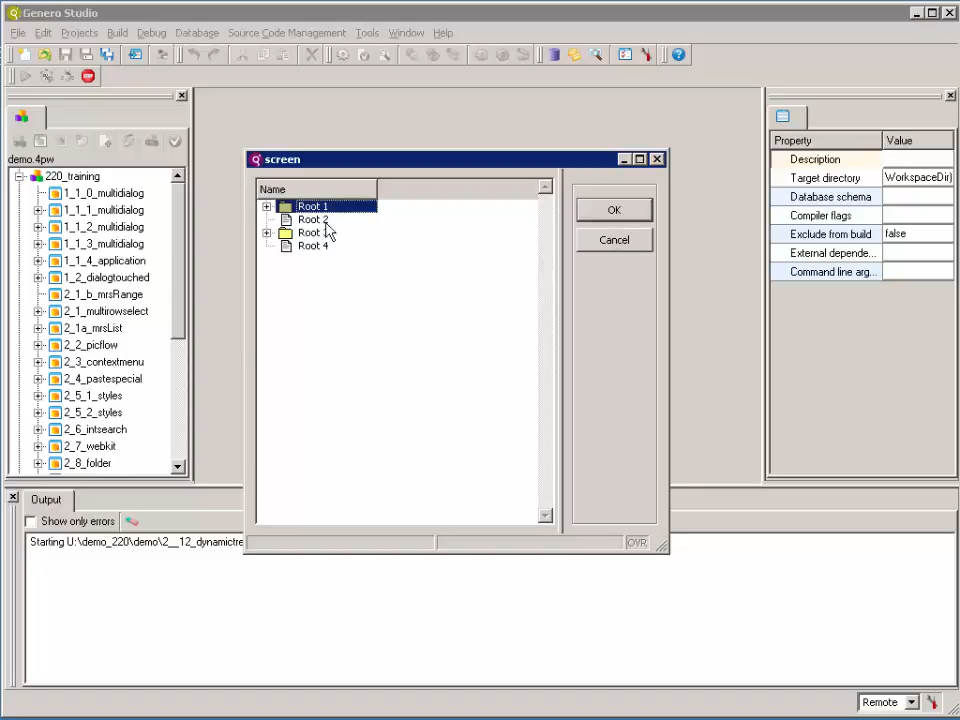 Genero Studio
File Edit Projects Build Debug Database Source Code Management Tools Window Help
demo.4pw
220_training
1_1_0_multidialog
1_1_1_multidialog
1_1_2_multidialog
1_1_3_multidialog
1_1_4_application
1_2_dialogtouched
2_1_b_mrsRange
2_1_multirowselect
2_1a_mrsList
2_2_picflow
2_3_contextmenu
2_4_pastespecial
2_5_1_styles
2_5_2_styles
2_6_intsearch
2_7_webkit
2_8_folder
screen
Name
Root 1
Root 2
Root
Root 4
OK
Cancel
OVR
Property Value
Description
Target directory WorkspaceDir)
Database schema
Compiler flags
Exclude from build false
External depende...
Command line arg...
Output
Show only errors
Starting U:\demo_220\demo\2__12_dynamictre
Remote